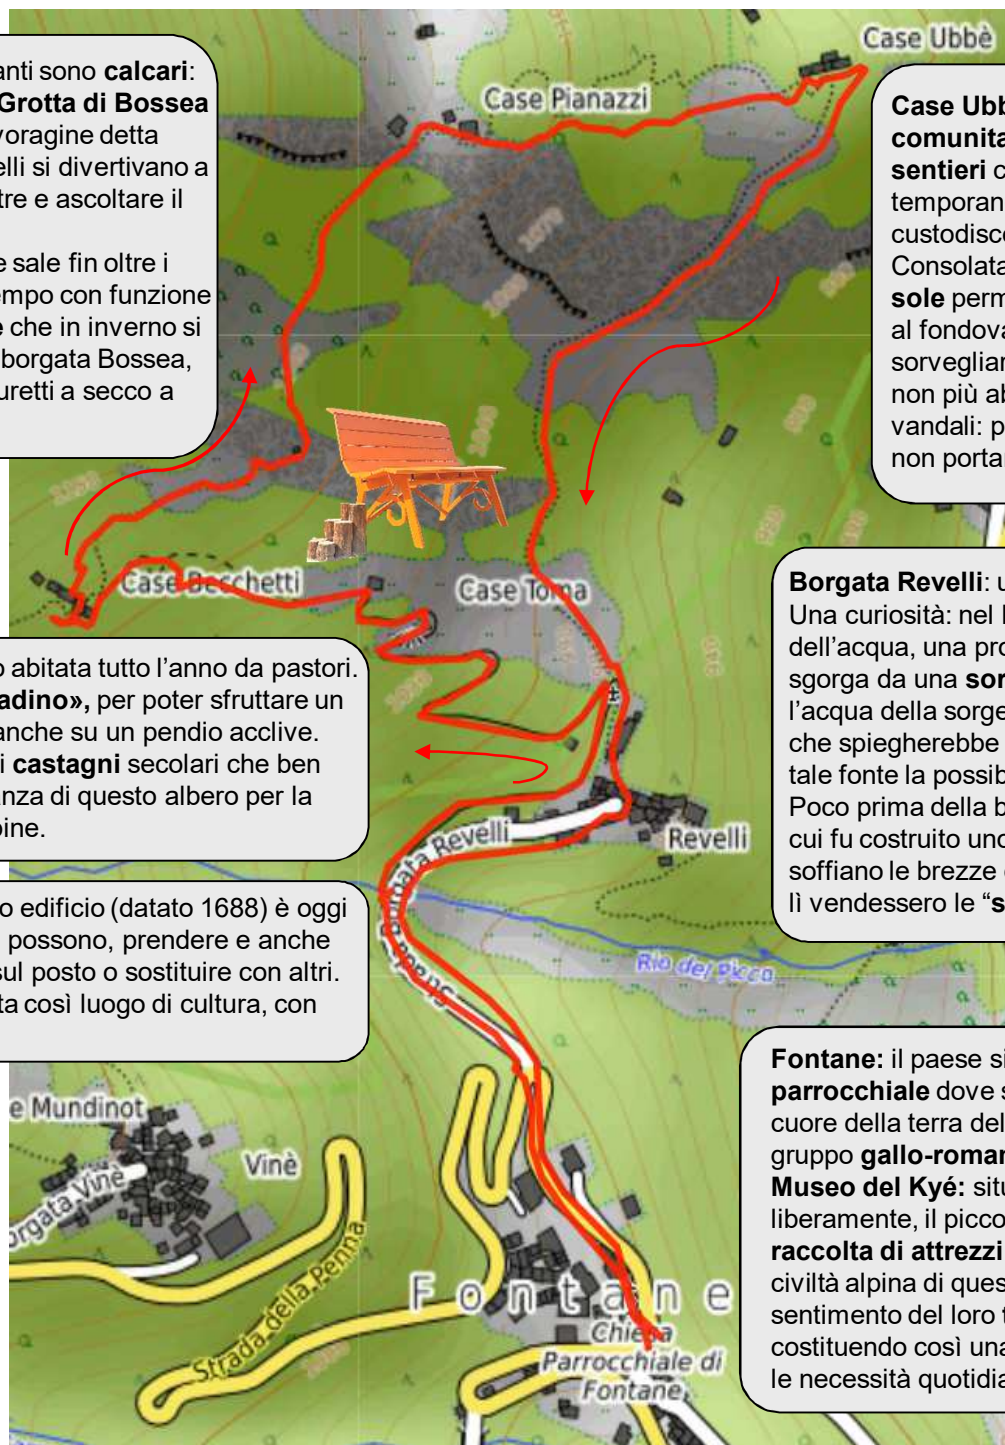 Case Ubbè
anti sono calcari:
Grotta di Bossea
voragine detta
elli si divertivano a
tre e ascoltare il
e sale fin oltre i
empo con funzione
e che in inverno si
borgata Bossea,
uretti a secco a
Case Pianazzi
Case Ubb
comunita
sentieri c
temporan
custodisco
Consolata
sole perm
al fondova
sorveglian
non più ab
vandali: p
non portar
Case Becchetti
Case Toma
o abitata tutto l’anno da pastori.
adino», per poter sfruttare un
anche su un pendio acclive.
i castagni secolari che ben
anza di questo albero per la
pine.
Borgata Revelli: u
Una curiosità: nel l
dell’acqua, una pro
sgorga da una sor
l’acqua della sorge
che spiegherebbe
tale fonte la possib
Poco prima della b
cui fu costruito uno
soffiano le brezze
lì vendessero le “s
Strada Borgata Revelli
Revelli
o edificio (datato 1688) è oggi
possono, prendere e anche
sul posto o sostituire con altri.
ta così luogo di cultura, con
Rio del Picco
Fontane: il paese si
parrocchiale dove s
cuore della terra del
gruppo gallo-roman
Museo del Kyé: situ
liberamente, il picco
raccolta di attrezzi
civiltà alpina di ques
sentimento del loro t
costituendo così una
le necessità quotidia
e Mundinot
Vinè
orgata Vinè
Strada della Penna
Fontane
Chiesa
Parrocchiale di
Fontane